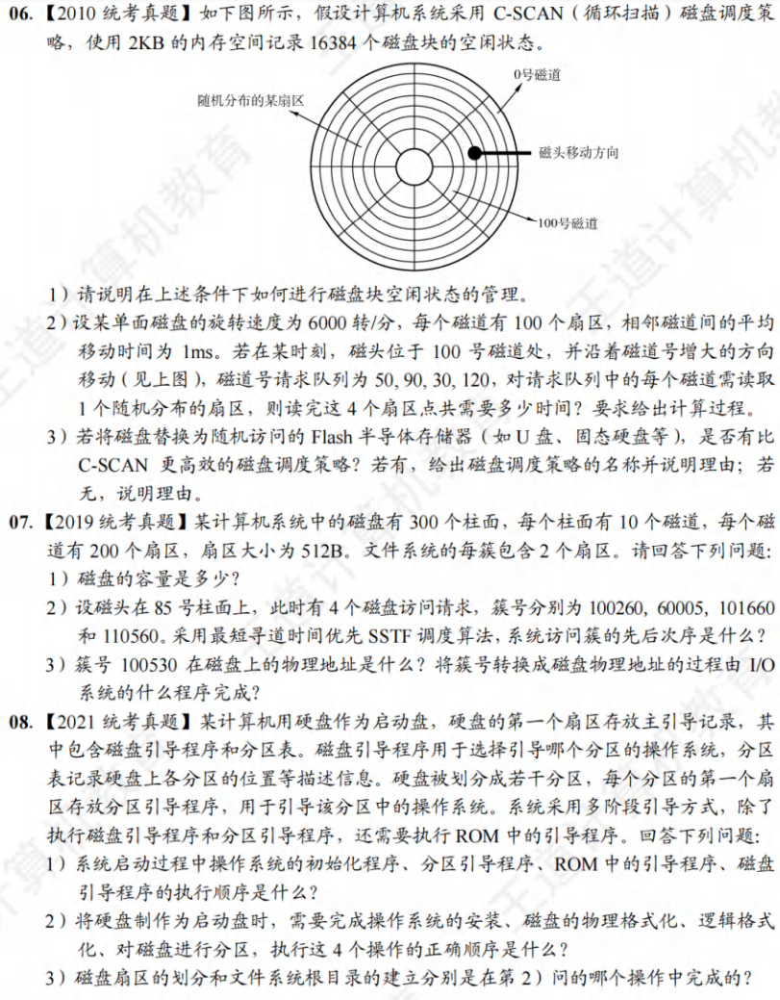 06.【2010 统考真题】如下图所示，假设计算机系统采用 C-SCAN（循环扫描）磁盘调度策
略，使用 2KB 的内存空间记录 16384 个磁盘块的空闲状态。
0号磁道
随机分布的某扇区
磁头移动方向
100号磁道
1）请说明在上述条件下如何进行磁盘块空闲状态的管理。
2）设某单面磁盘的旋转速度为 6000 转/分，每个磁道有 100 个扇区，相邻磁道间的平均
移动时间为 1ms。若在某时刻，磁头位于 100 号磁道处，并沿着磁道号增大的方向
移动（见上图），磁道号请求队列为 50, 90, 30, 120，对请求队列中的每个磁道需读取
1 个随机分布的扇区，则读完这 4 个扇区点共需要多少时间？要求给出计算过程。
3）若将磁盘替换为随机访问的 Flash 半导体存储器（如 U 盘、固态硬盘等），是否有比
C-SCAN 更高效的磁盘调度策略？若有，给出磁盘调度策略的名称并说明理由；若
无，说明理由。
07.【2019 统考真题】某计算机系统中的磁盘有 300 个柱面，每个柱面有 10 个磁道，每个磁
道有 200 个扇区，扇区大小为 512B。文件系统的每簇包含 2 个扇区。请回答下列问题：
1）磁盘的容量是多少？
2）设磁头在 85 号柱面上，此时有 4 个磁盘访问请求，簇号分别为 100260, 60005, 101660
和 110560。采用最短寻道时间优先 SSTF 调度算法，系统访问簇的先后次序是什么？
3）簇号 100530 在磁盘上的物理地址是什么？将簇号转换成磁盘物理地址的过程由 I/O
系统的什么程序完成？
08.【2021 统考真题】某计算机用硬盘作为启动盘，硬盘的第一个扇区存放主引导记录，其
中包含磁盘引导程序和分区表。磁盘引导程序用于选择引导哪个分区的操作系统，分区
表记录硬盘上各分区的位置等描述信息。硬盘被划分成若干分区，每个分区的第一个扇
区存放分区引导程序，用于引导该分区中的操作系统。系统采用多阶段引导方式，除了
执行磁盘引导程序和分区引导程序，还需要执行 ROM 中的引导程序。回答下列问题：
1）系统启动过程中操作系统的初始化程序、分区引导程序、ROM 中的引导程序、磁盘
引导程序的执行顺序是什么？
2）将硬盘制作为启动盘时，需要完成操作系统的安装、磁盘的物理格式化、逻辑格式
化、对磁盘进行分区，执行这 4 个操作的正确顺序是什么？
3）磁盘扇区的划分和文件系统根目录的建立分别是在第 2）问的哪个操作中完成的？
王道计算机教育